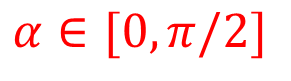 α ∈ [0, π/2]